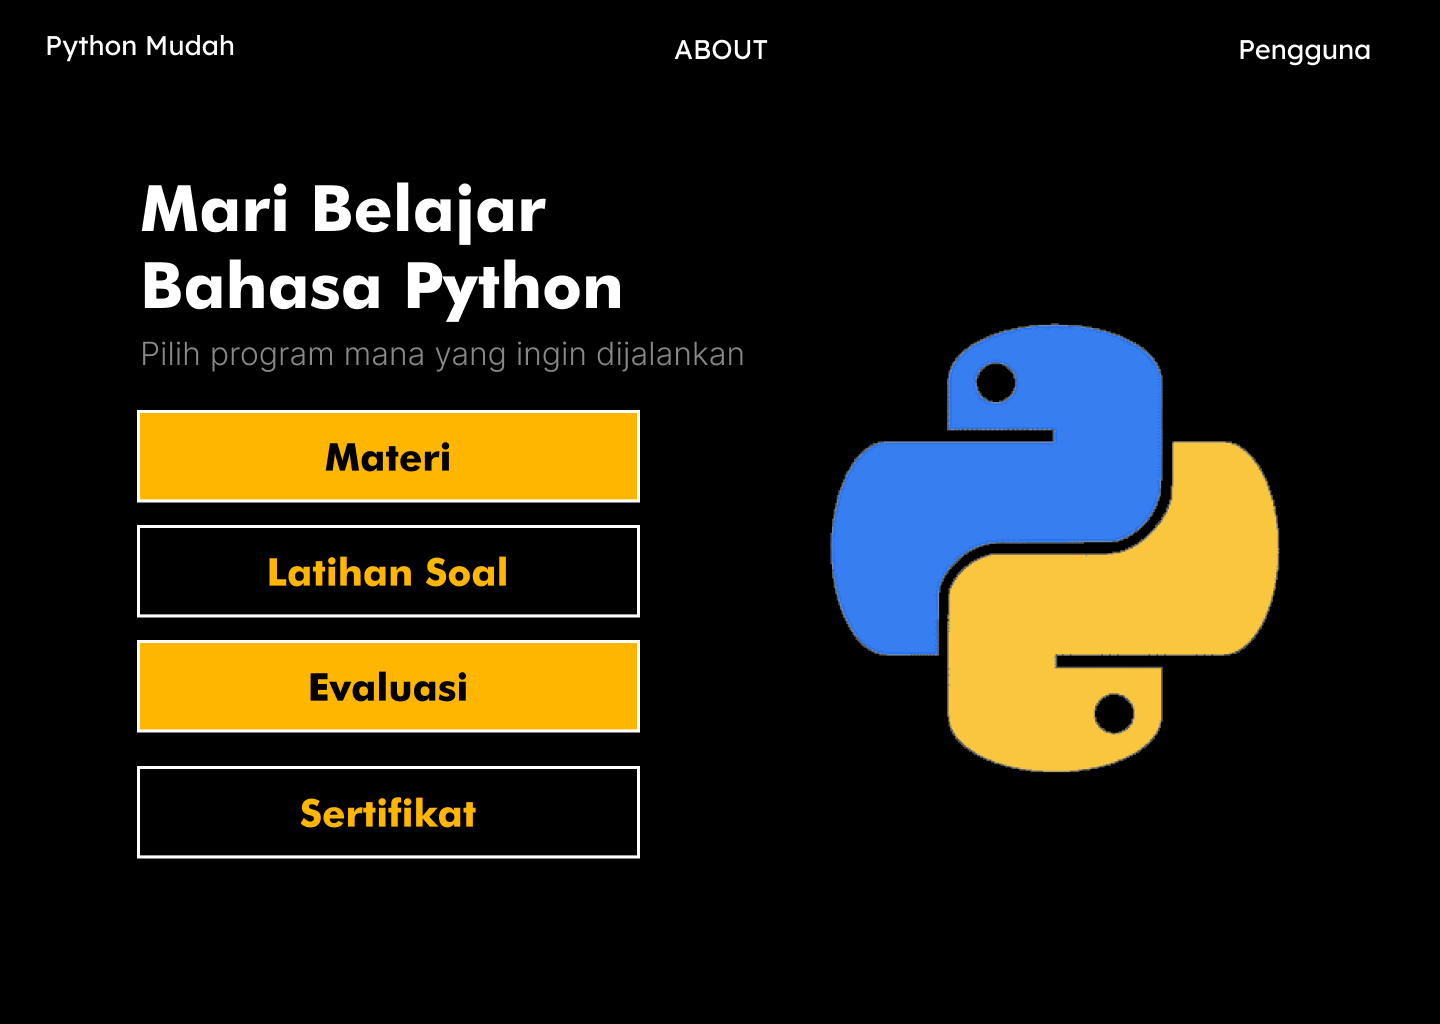 Python Mudah
ABOUT
Pengguna
Mari Belajar
Bahasa Python
Pilih program mana yang ingin dijalankan
Materi
Latihan Soal
Evaluasi
Sertifikat